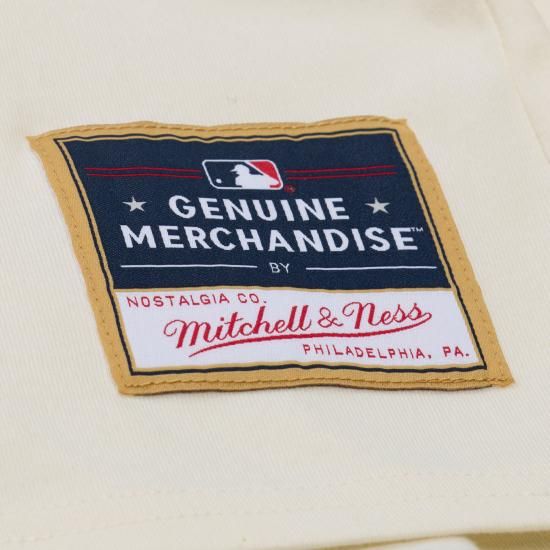 GENUINE
MERCHANDISE™
BY
NOSTALGIA CO.
Mitchell & Ness
PHILADELPHIA, PA.